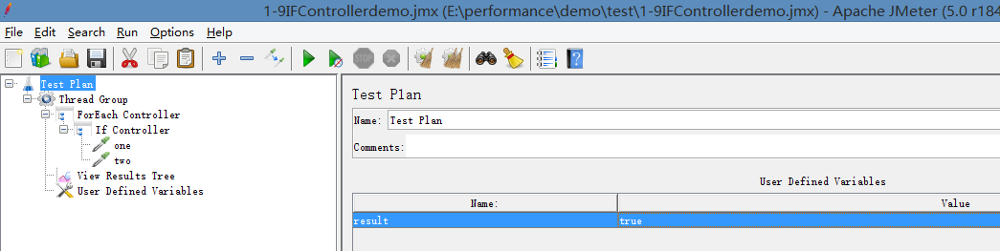 1-9IFControllerdemo.jmx (E:\performance\demo\test\1-9IFControllerdemo.jmx) - Apache JMeter (5.0 r184
File Edit Search Run Options Help
Test Plan
Thread Group
ForEach Controller
If Controller
one
two
View Results Tree
User Defined Variables
Test Plan
Name: Test Plan
Comments:
User Defined Variables
Name: Value
result true